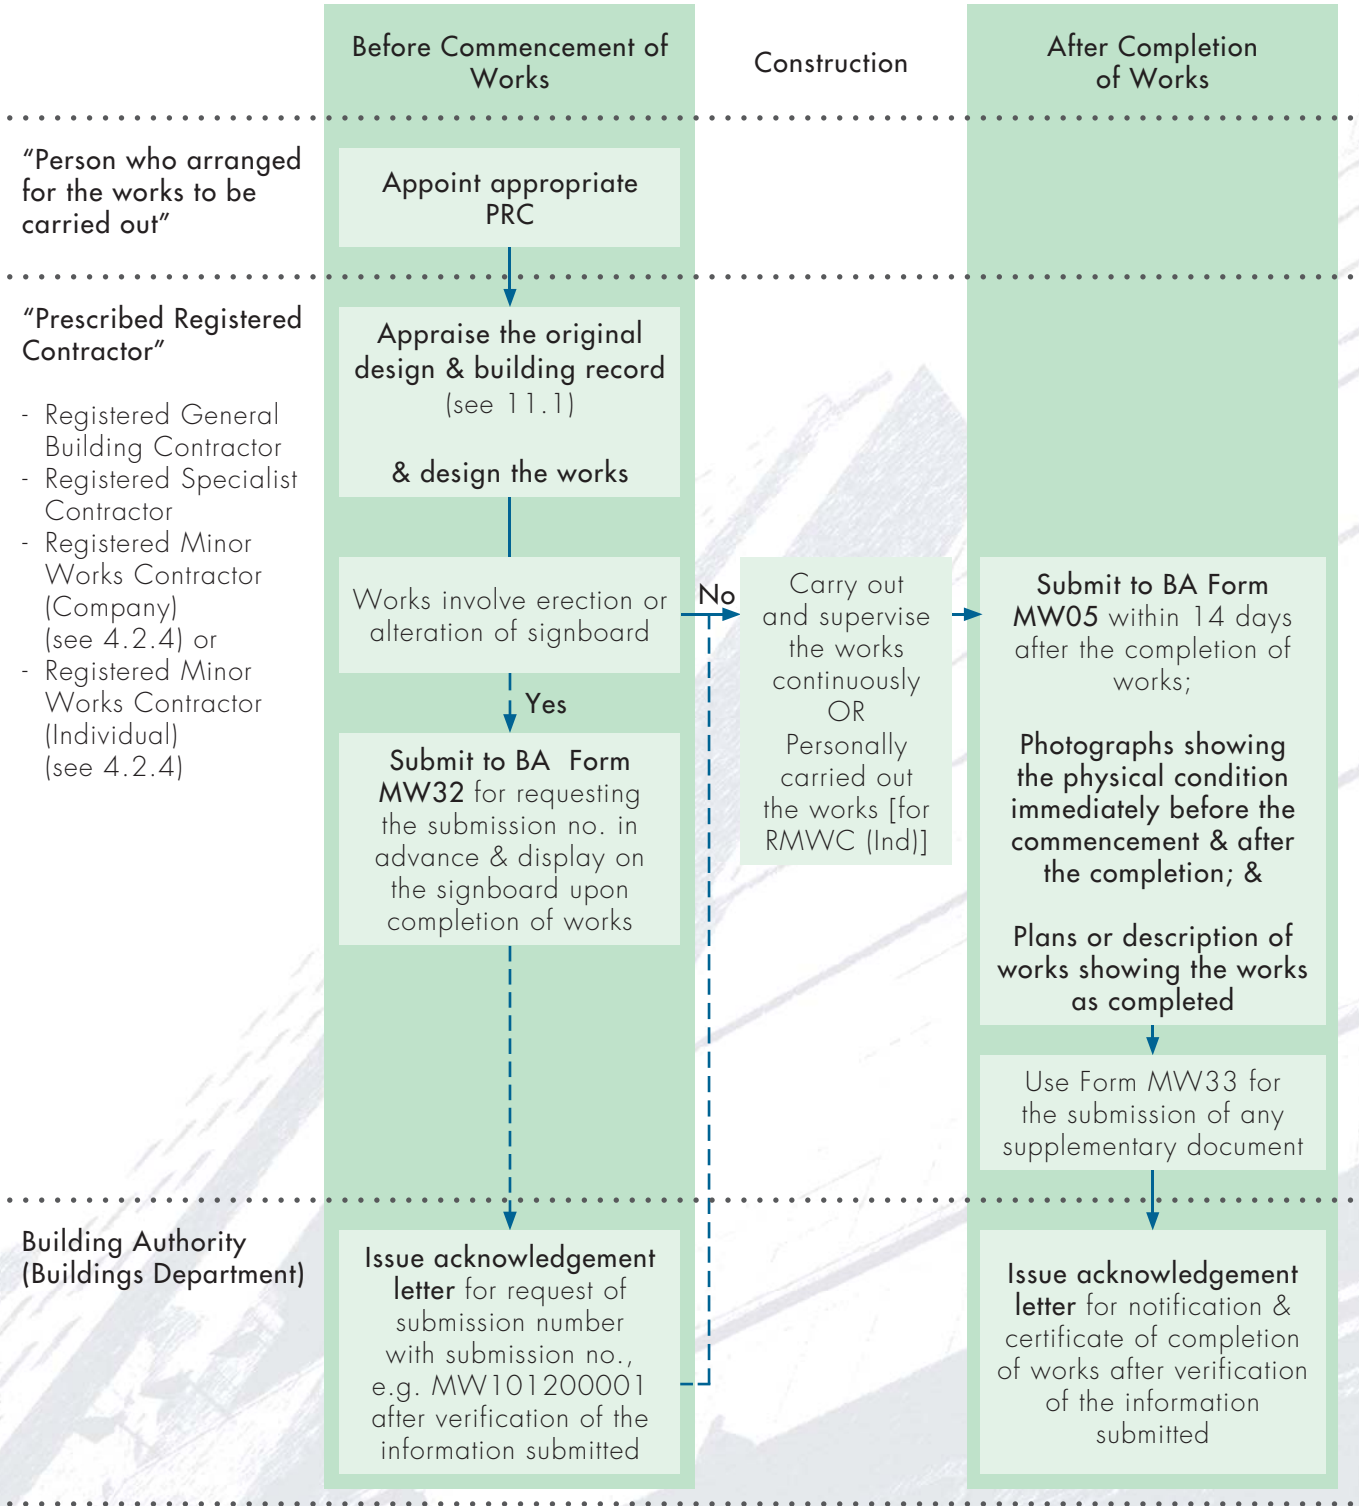 Before Commencement of
Works
Construction
After Completion
of Works
“Person who arranged
for the works to be
carried out”
Appoint appropriate
PRC
“Prescribed Registered
Contractor”
- Registered General
Building Contractor
- Registered Specialist
Contractor
- Registered Minor
Works Contractor
(Company)
(see 4.2.4) or
- Registered Minor
Works Contractor
(Individual)
(see 4.2.4)
Appraise the original
design & building record
(see 11.1)
& design the works
Works involve erection or
alteration of signboard
No
Yes
Submit to BA Form
MW32 for requesting
the submission no. in
advance & display on
the signboard upon
completion of works
Carry out
and supervise
the works
continuously
OR
Personally
carried out
the works [for
RMWC (Ind)]
Submit to BA Form
MW05 within 14 days
after the completion of
works;
Photographs showing
the physical condition
immediately before the
commencement & after
the completion; &
Plans or description of
works showing the works
as completed
Use Form MW33 for
the submission of any
supplementary document
Building Authority
(Buildings Department)
Issue acknowledgement
letter for request of
submission number
with submission no.,
e.g. MW101200001
after verification of the
information submitted
Issue acknowledgement
letter for notification &
certificate of completion
of works after verification
of the information
submitted